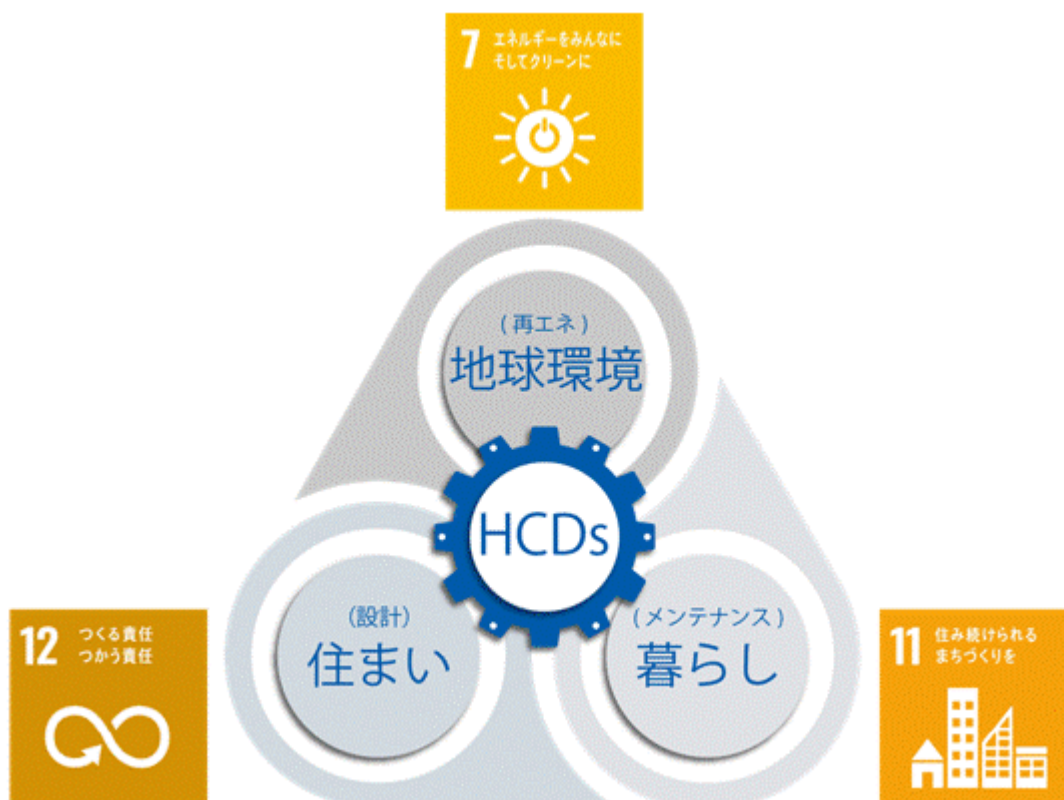 7 エネルギーをみんなに
そしてクリーンに
(再エネ)
地球環境
HCDs
(設計)
住まい
(メンテナンス)
暮らし
12 つくる責任
つかう責任
11 住み続けられる
まちづくりを